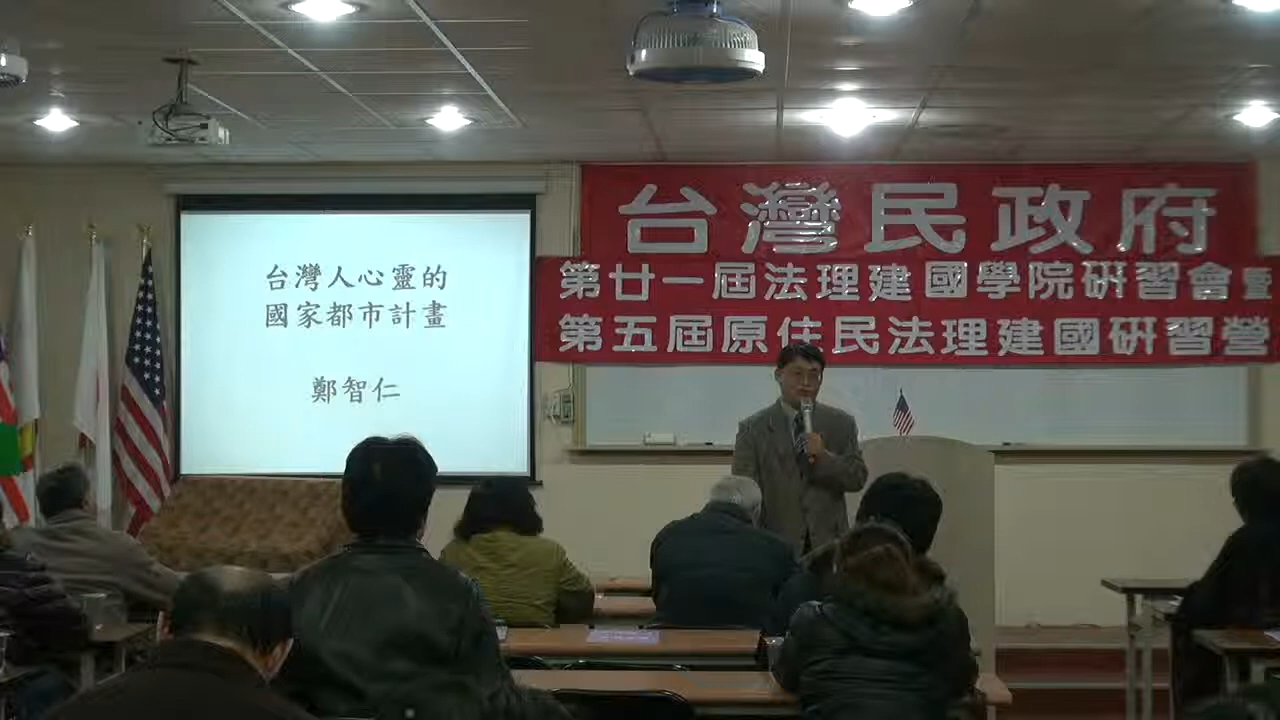 台灣人心靈的
國家都市計畫
鄭智仁
台灣民政府
第廿一屆法理建國學院研習會暨
第五屆原住民法理建國研習營